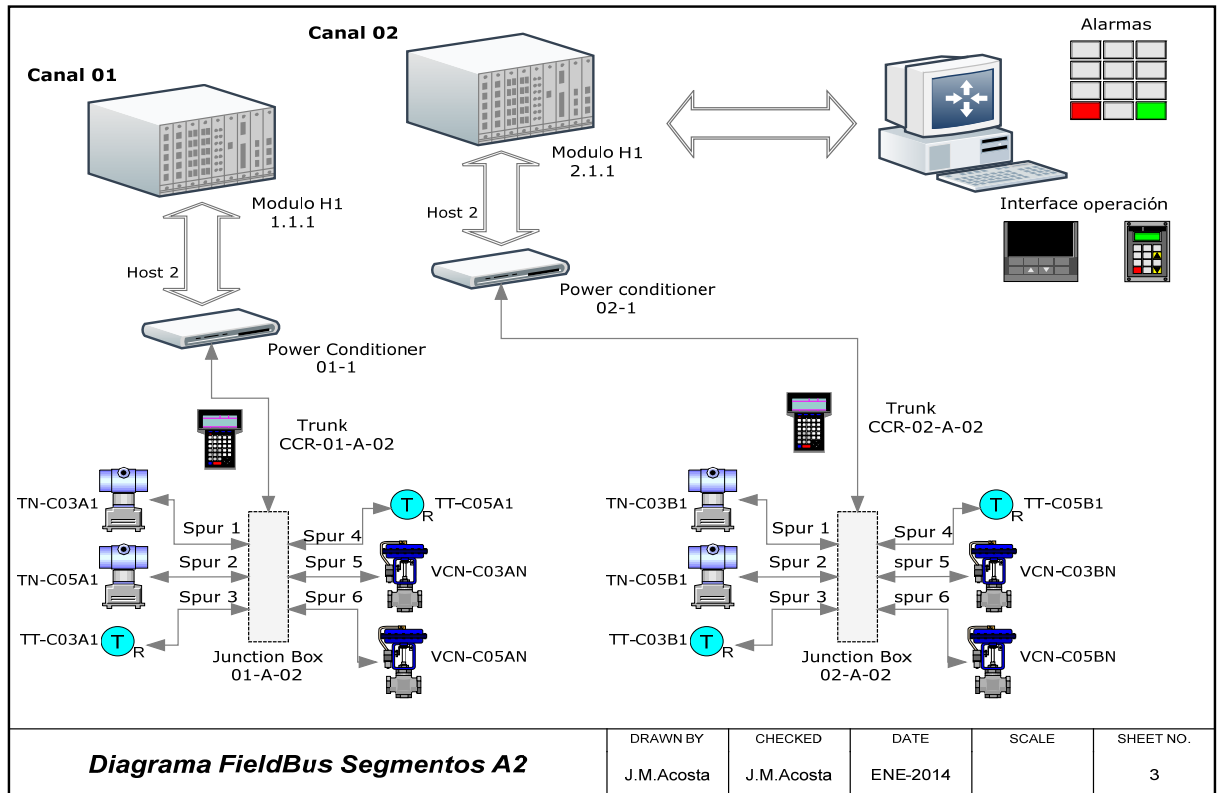 Canal 01
Canal 02
Alarmas
Modulo H1
1.1.1
Modulo H1
2.1.1
Host 2
Host 2
Interface operación
Power Conditioner
01-1
Power conditioner
02-1
Trunk
CCR-01-A-02
Trunk
CCR-02-A-02
TN-C03A1
TN-C05A1
TT-C03A1
T
R
Spur 1
Spur 2
Spur 3
Spur 4
Spur 5
Spur 6
T
R
TT-C05A1
VCN-C03AN
VCN-C05AN
Junction Box
01-A-02
TN-C03B1
TN-C05B1
TT-C03B1
T
R
Spur 1
Spur 2
Spur 3
Spur 4
spur 5
spur 6
T
R
TT-C05B1
VCN-C03BN
VCN-C05BN
Junction Box
02-A-02
Diagrama FieldBus Segmentos A2
DRAWN BY
J.M.Acosta
CHECKED
J.M.Acosta
DATE
ENE-2014
SCALE
SHEET NO.
3